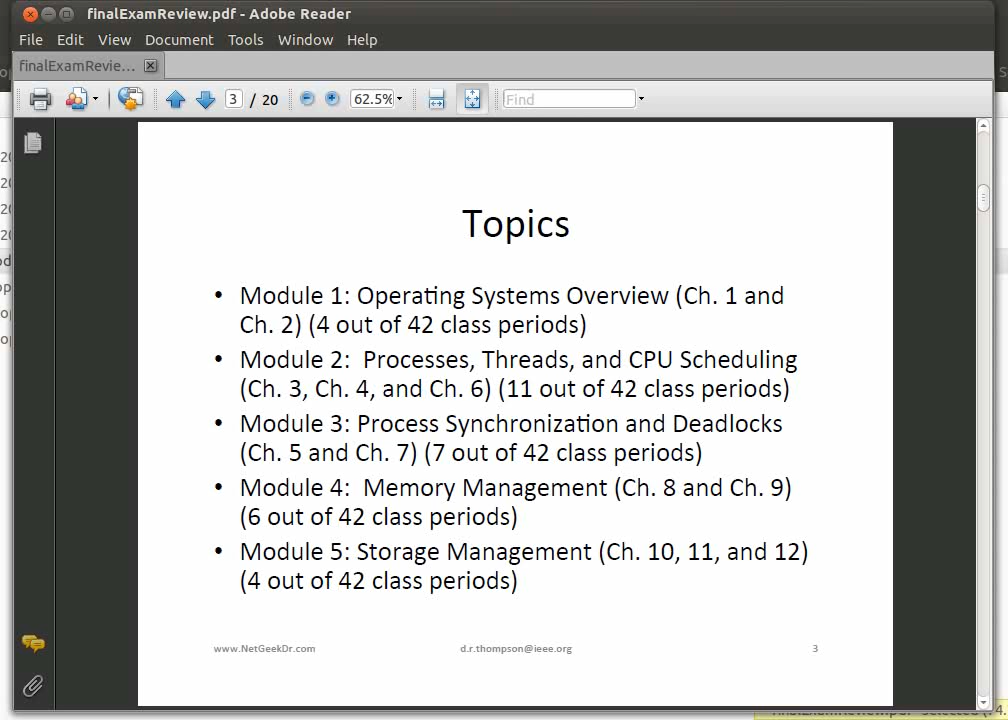 finalExamReview.pdf - Adobe Reader
File Edit View Document Tools Window Help
finalExamRevie...
3 / 20 62.5% Find
Topics
• Module 1: Operating Systems Overview (Ch. 1 and
Ch. 2) (4 out of 42 class periods)
• Module 2: Processes, Threads, and CPU Scheduling
(Ch. 3, Ch. 4, and Ch. 6) (11 out of 42 class periods)
• Module 3: Process Synchronization and Deadlocks
(Ch. 5 and Ch. 7) (7 out of 42 class periods)
• Module 4: Memory Management (Ch. 8 and Ch. 9)
(6 out of 42 class periods)
• Module 5: Storage Management (Ch. 10, 11, and 12)
(4 out of 42 class periods)
www.NetGeekDr.com d.r.thompson@ieee.org 3